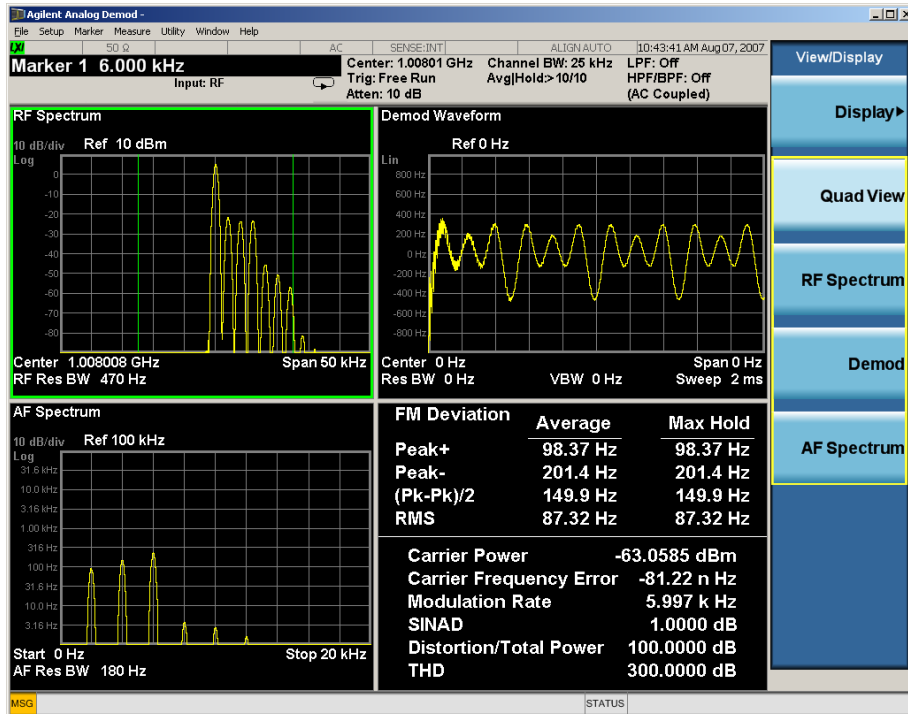 Agilent Analog Demod -
File Setup Marker Measure Utility Window Help
LXI 50 Ω AC SENSE:INT ALIGN AUTO 10:43:41 AM Aug 07, 2007
Marker 1 6.000 kHz
Input: RF
Center: 1.00801 GHz Channel BW: 25 kHz LPF: Off
Trig: Free Run Avg|Hold:>10/10 HPF/BPF: Off
Atten: 10 dB (AC Coupled)
RF Spectrum
10 dB/div Ref 10 dBm
Log
0
-10
-20
-30
-40
-50
-60
-70
-80
Center 1.008008 GHz Span 50 kHz
RF Res BW 470 Hz
Demod Waveform
Ref 0 Hz
Lin
800 Hz
600 Hz
400 Hz
200 Hz
0 Hz
-200 Hz
-400 Hz
-600 Hz
-800 Hz
Center 0 Hz Span 0 Hz
Res BW 0 Hz VBW 0 Hz Sweep 2 ms
AF Spectrum
10 dB/div Ref 100 kHz
Log
31.6 kHz
10.0 kHz
3.16 kHz
1.00 kHz
316 Hz
100 Hz
31.6 Hz
10.0 Hz
3.16 Hz
Start 0 Hz Stop 20 kHz
AF Res BW 180 Hz
FM Deviation Average Max Hold
Peak+ 98.37 Hz 98.37 Hz
Peak- 201.4 Hz 201.4 Hz
(Pk-Pk)/2 149.9 Hz 149.9 Hz
RMS 87.32 Hz 87.32 Hz
Carrier Power -63.0585 dBm
Carrier Frequency Error -81.22 n Hz
Modulation Rate 5.997 k Hz
SINAD 1.0000 dB
Distortion/Total Power 100.0000 dB
THD 300.0000 dB
View/Display
Display
Quad View
RF Spectrum
Demod
AF Spectrum
MSG STATUS